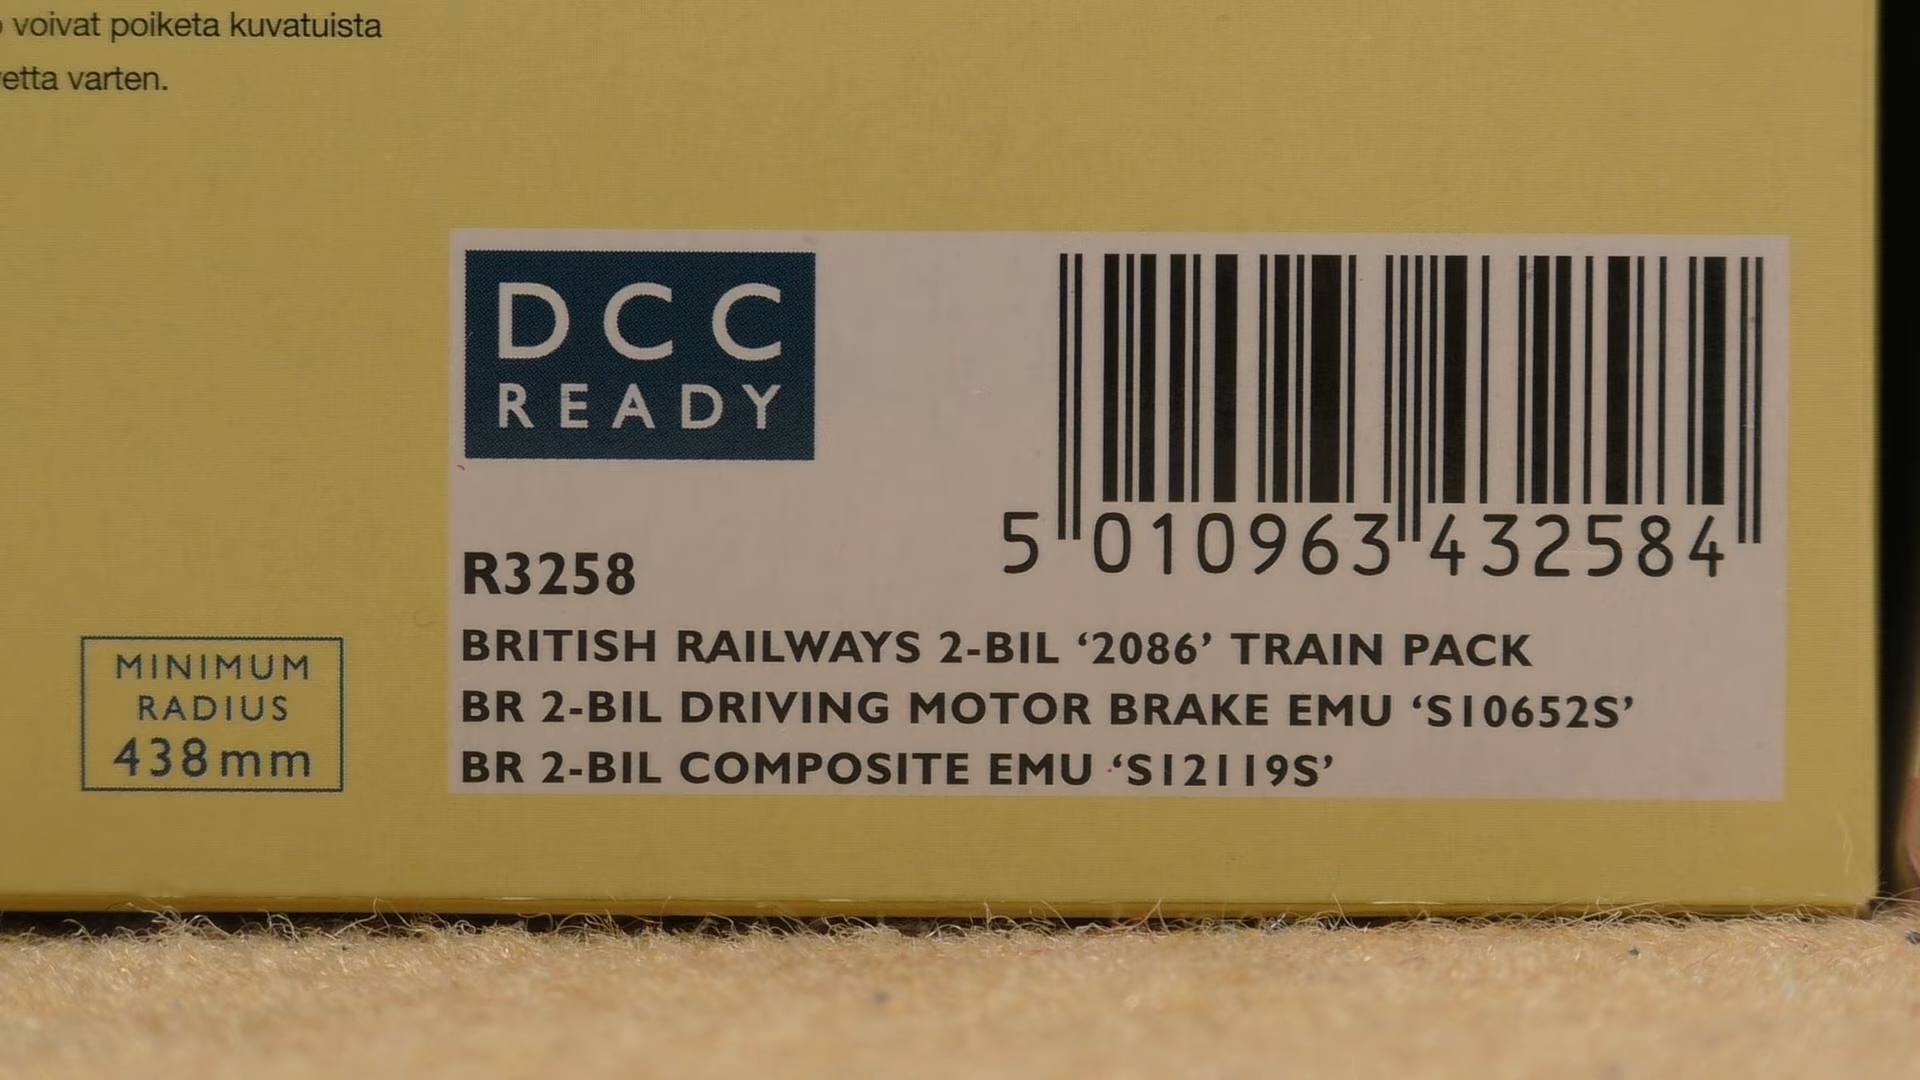 voivat poiketa kuvatuista
varten.
DCC
READY
5 010963 432584
R3258
BRITISH RAILWAYS 2-BIL ‘2086’ TRAIN PACK
BR 2-BIL DRIVING MOTOR BRAKE EMU ‘S10652S’
BR 2-BIL COMPOSITE EMU ‘S12119S’
MINIMUM
RADIUS
438mm